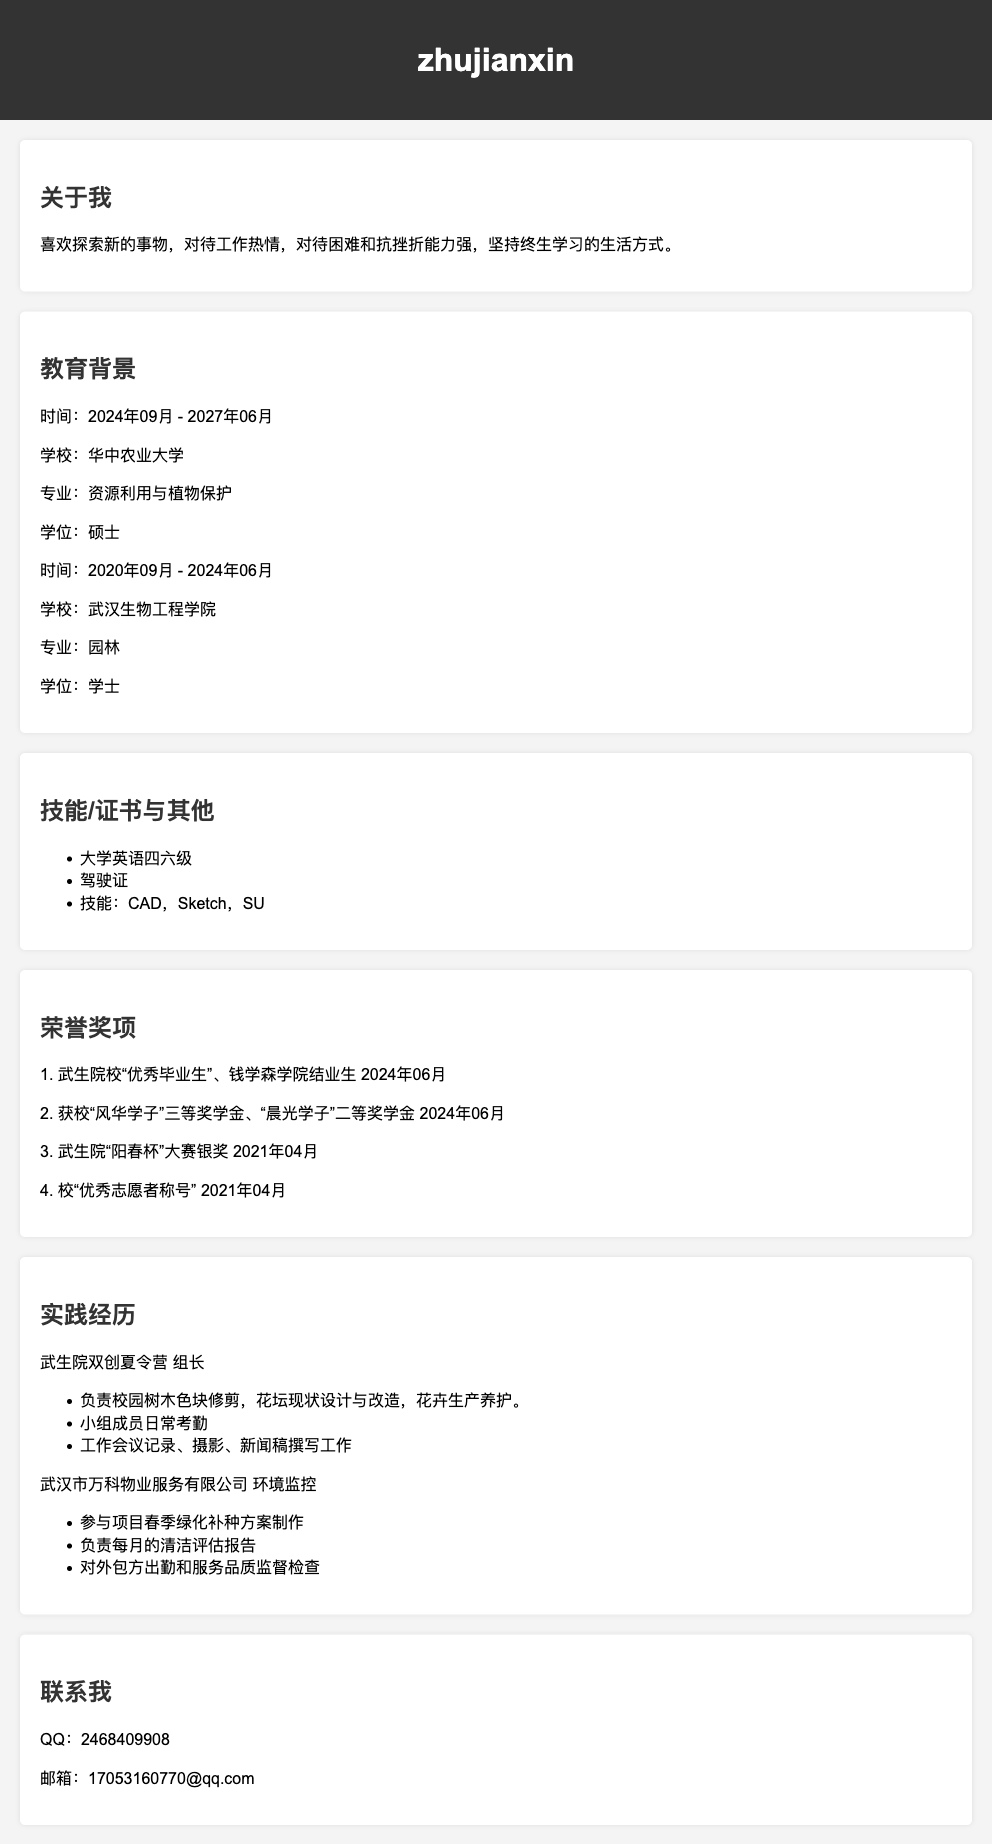 zhujianxin
关于我
喜欢探索新的事物，对待工作热情，对待困难和抗挫折能力强，坚持终生学习的生活方式。
教育背景
时间：2024年09月 - 2027年06月
学校：华中农业大学
专业：资源利用与植物保护
学位：硕士
时间：2020年09月 - 2024年06月
学校：武汉生物工程学院
专业：园林
学位：学士
技能/证书与其他
• 大学英语四六级
• 驾驶证
• 技能：CAD，Sketch，SU
荣誉奖项
1. 武生院校“优秀毕业生”、钱学森学院结业生 2024年06月
2. 获校“风华学子”三等奖学金、“晨光学子”二等奖学金 2024年06月
3. 武生院“阳春杯”大赛银奖 2021年04月
4. 校“优秀志愿者称号” 2021年04月
实践经历
武生院双创夏令营 组长
• 负责校园树木色块修剪，花坛现状设计与改造，花卉生产养护。
• 小组成员日常考勤
• 工作会议记录、摄影、新闻稿撰写工作
武汉市万科物业服务有限公司 环境监控
• 参与项目春季绿化补种方案制作
• 负责每月的清洁评估报告
• 对外包方出勤和服务品质监督检查
联系我
QQ：2468409908
邮箱：17053160770@qq.com